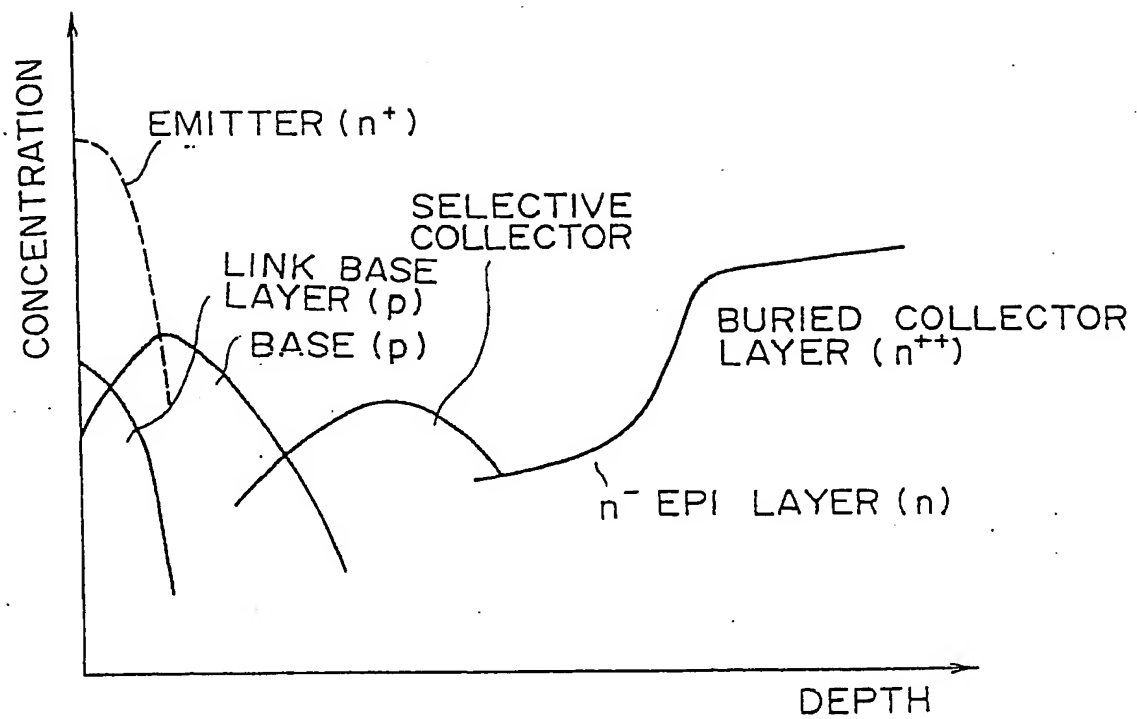 CONCENTRATION
EMITTER (n+)
SELECTIVE
COLLECTOR
LINK BASE
LAYER (p)
BASE (p)
BURIED COLLECTOR
LAYER (n++)
n− EPI LAYER (n)
DEPTH